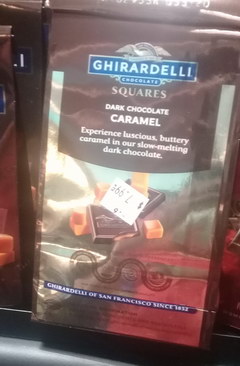 GHIRARDELLI
CHOCOLATE
SQUARES
DARK CHOCOLATE
CARAMEL
Experience luscious, buttery
caramel in our slow-melting
dark chocolate.
GHIRARDELLI OF SAN FRANCISCO SINCE 1852